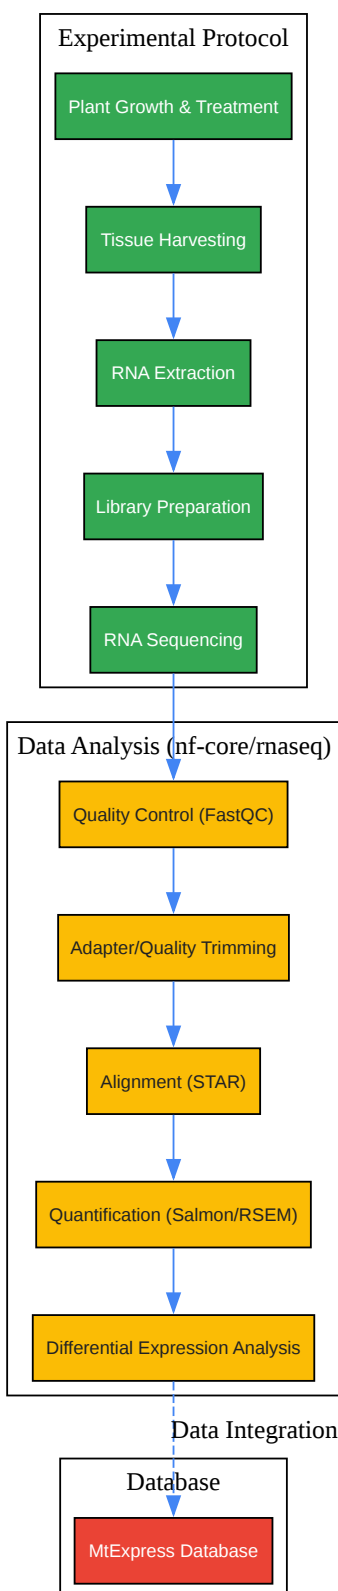 Experimental Protocol
Plant Growth & Treatment
Tissue Harvesting
RNA Extraction
Library Preparation
RNA Sequencing
Data Analysis (nf-core/rnaseq)
Quality Control (FastQC)
Adapter/Quality Trimming
Alignment (STAR)
Quantification (Salmon/RSEM)
Differential Expression Analysis
Data Integration
Database
MtExpress Database